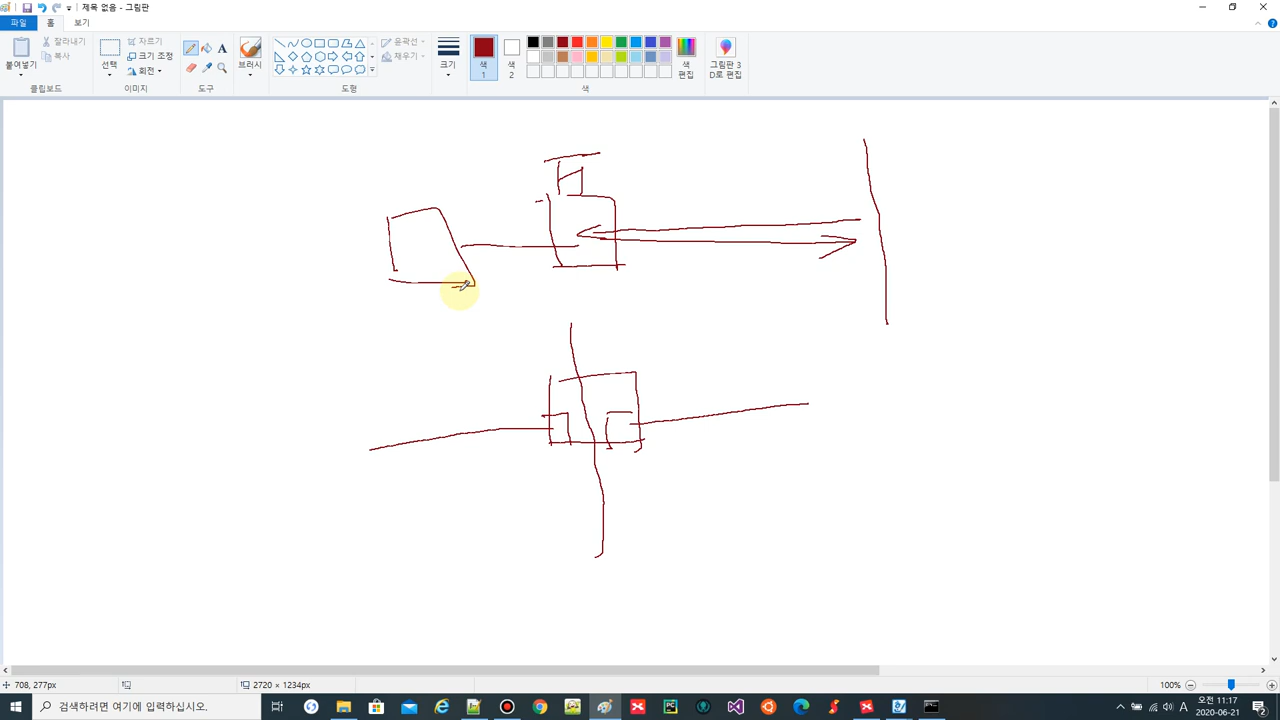 제목 없음 - 그림판
파일 홈 보기
붙여넣기 잘라내기 복사 클립보드
선택 자르기 크기 조정 회전 이미지
A 도구
브러시
윤곽선 채우기 도형
크기
색 1
색 2
색 편집
색
그림판 3D로 편집
708, 277px
2720 × 1234px
100%
검색하려면 여기에 입력하십시오.
PC
A
오전 11:17
2020-06-21